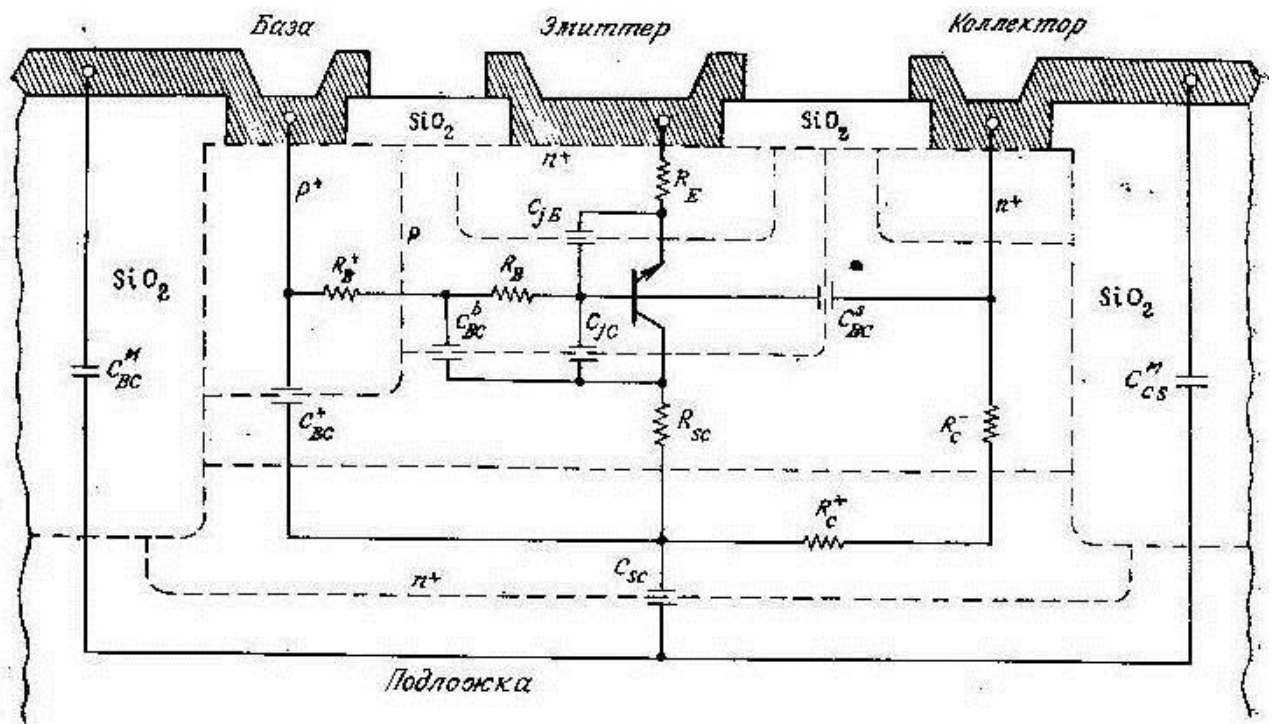 База
Эмиттер
Коллектор
SiO₂
SiO₂
n⁺
R_E
p⁺
C_jE
n⁺
p
SiO₂
R_B⁺
R_B
SiO₂
C_BC^b
C_jC
C_BC^s
C_BC^M
C_CS^M
C_BC⁺
R_SC
R_C⁻
R_C⁺
C_SC
n⁺
Подложка